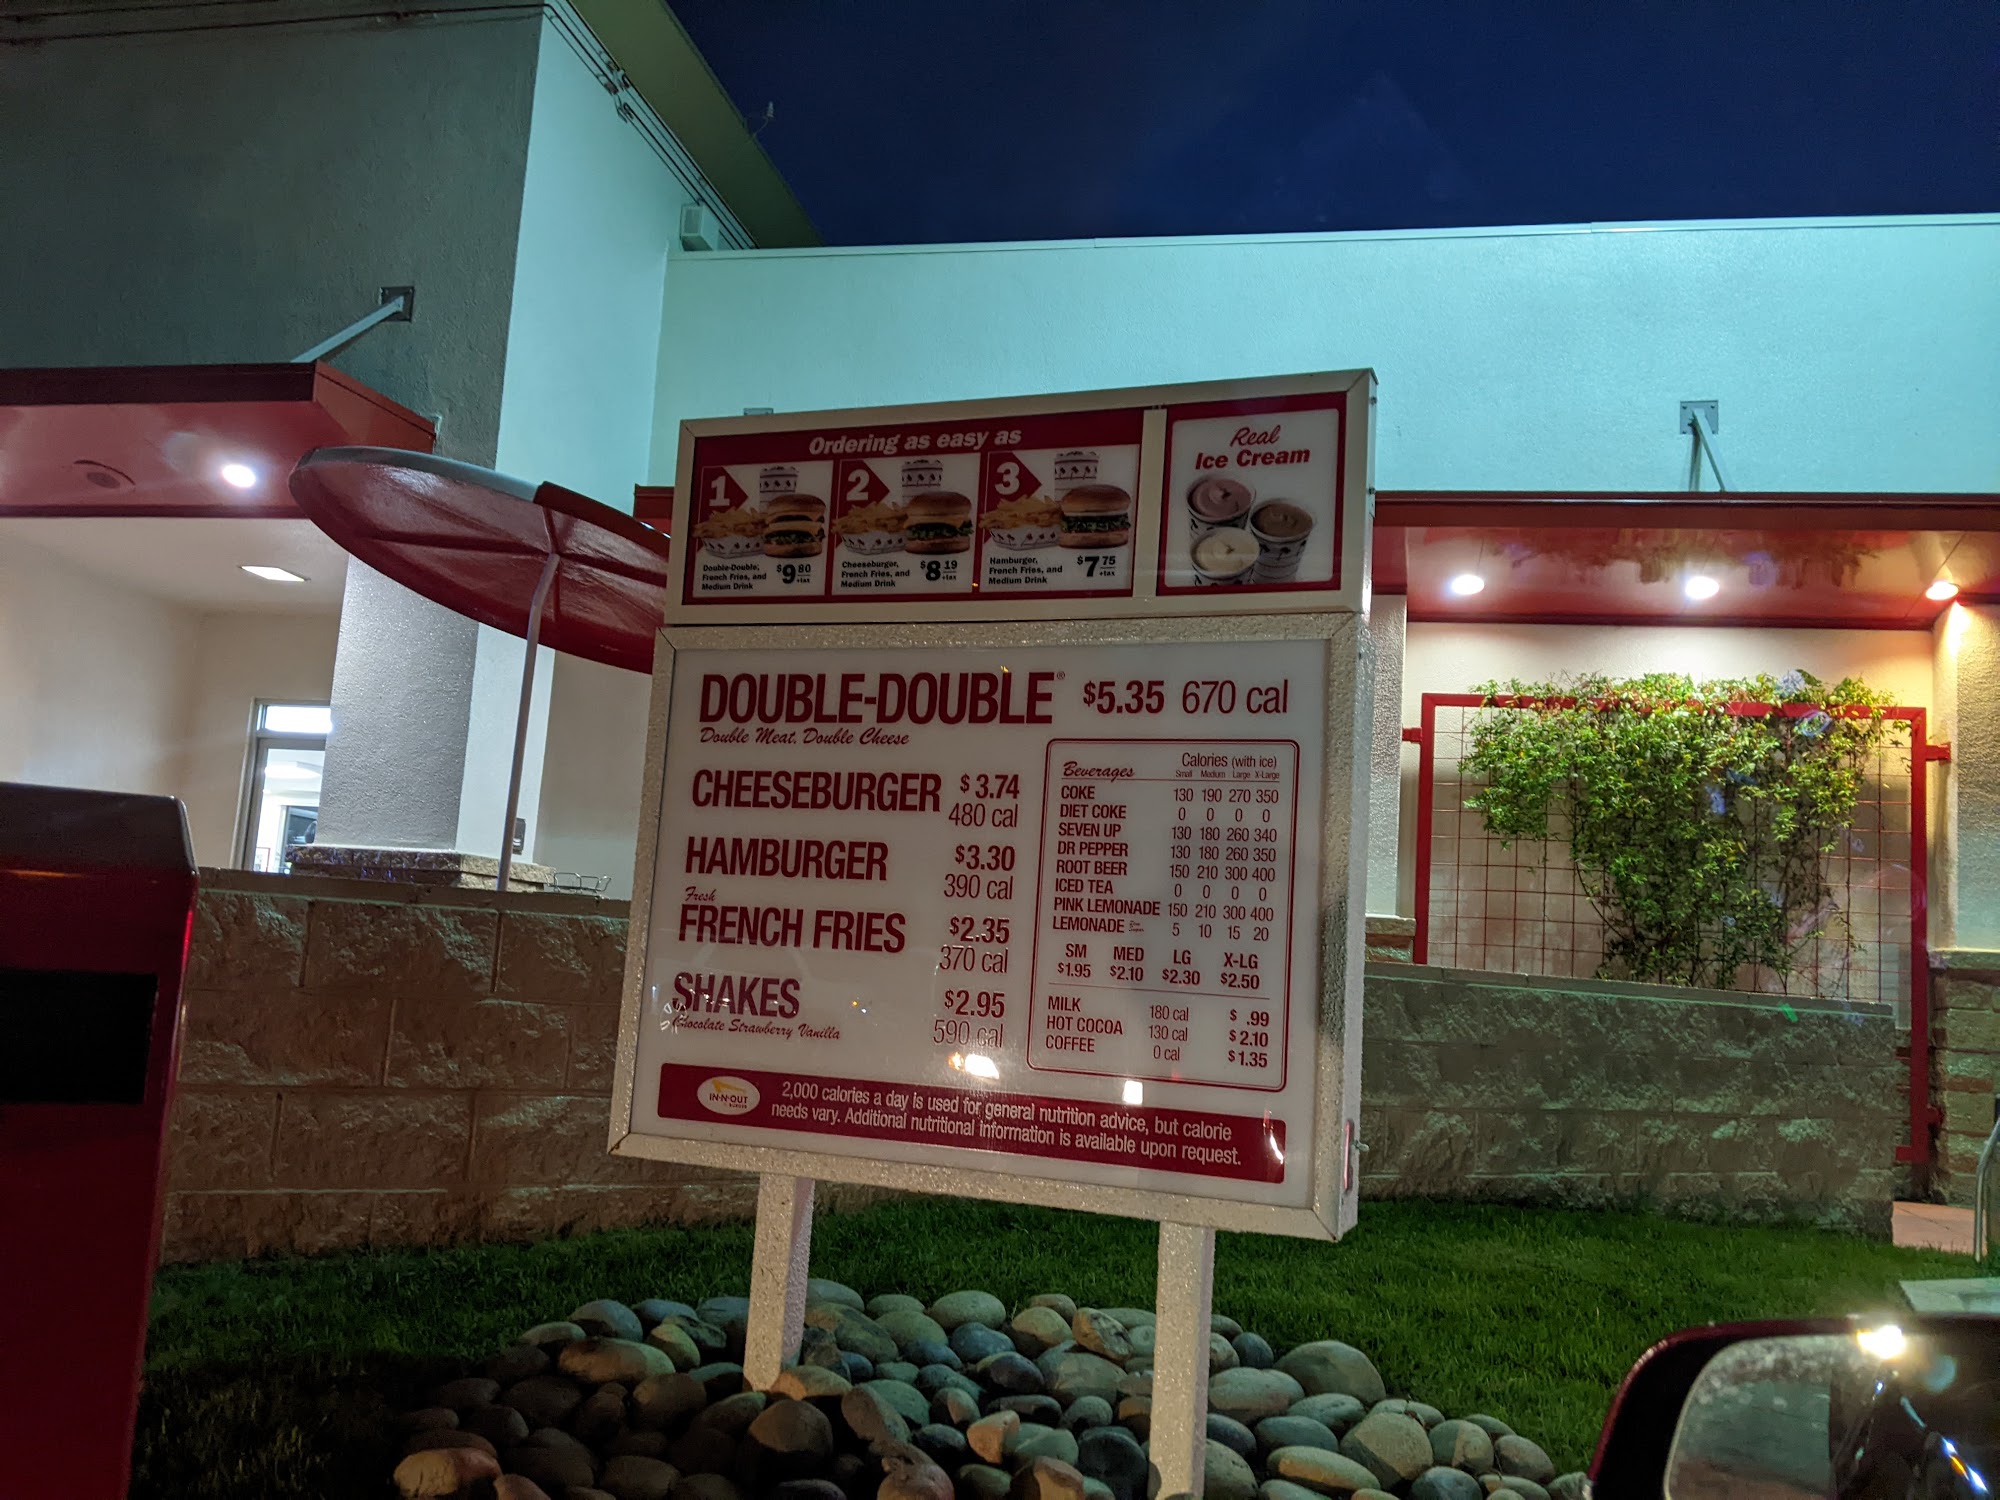 Ordering as easy as
1
Double-Double,
French Fries, and
Medium Drink
$9 80
+tax
2
Cheeseburger,
French Fries, and
Medium Drink
$8 19
+tax
3
Hamburger,
French Fries, and
Medium Drink
$7 75
+tax
Real
Ice Cream
DOUBLE-DOUBLE® $5.35 670 cal
Double Meat, Double Cheese
CHEESEBURGER $3.74
480 cal
HAMBURGER $3.30
390 cal
Fresh
FRENCH FRIES $2.35
370 cal
SHAKES $2.95
Chocolate Strawberry Vanilla 590 cal
Beverages Calories (with ice)
Small Medium Large X-Large
COKE 130 190 270 350
DIET COKE 0 0 0 0
SEVEN UP 130 180 260 340
DR PEPPER 130 180 260 350
ROOT BEER 150 210 300 400
ICED TEA 0 0 0 0
PINK LEMONADE 150 210 300 400
LEMONADE 5 10 15 20
SM MED LG X-LG
$1.95 $2.10 $2.30 $2.50
MILK 180 cal $ .99
HOT COCOA 130 cal $2.10
COFFEE 0 cal $1.35
IN-N-OUT
BURGER
2,000 calories a day is used for general nutrition advice, but calorie
needs vary. Additional nutritional information is available upon request.